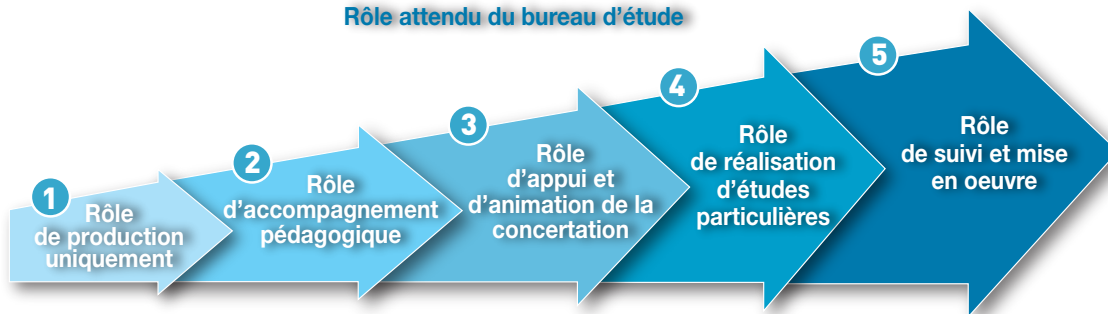 Rôle attendu du bureau d’étude
1
Rôle
de production
uniquement
2
Rôle
d’accompagnement
pédagogique
3
Rôle
d’appui et
d’animation de la
concertation
4
Rôle
de réalisation
d’études
particulières
5
Rôle
de suivi et mise
en oeuvre